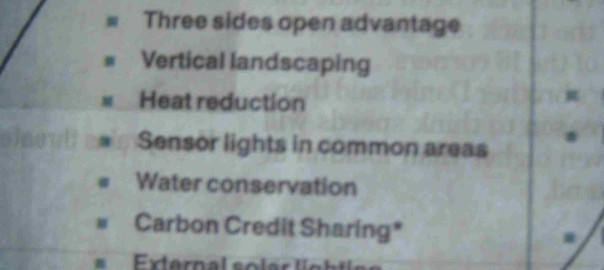 Three sides open advantage
Vertical landscaping
Heat reduction
Sensor lights in common areas
Water conservation
Carbon Credit Sharing*
External solar lighting